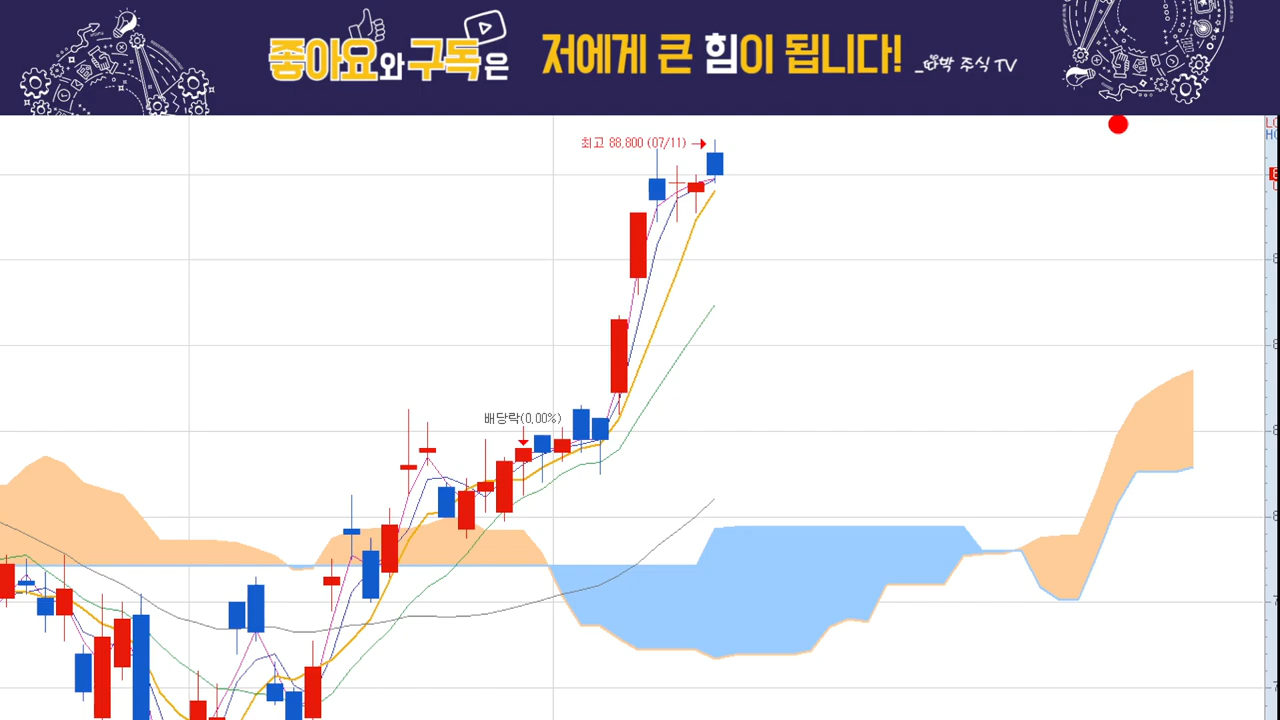 좋아요와 구독은 저에게 큰 힘이 됩니다!
박 주식 TV
최고 88,800 (07/11)
배당락(0,00%)